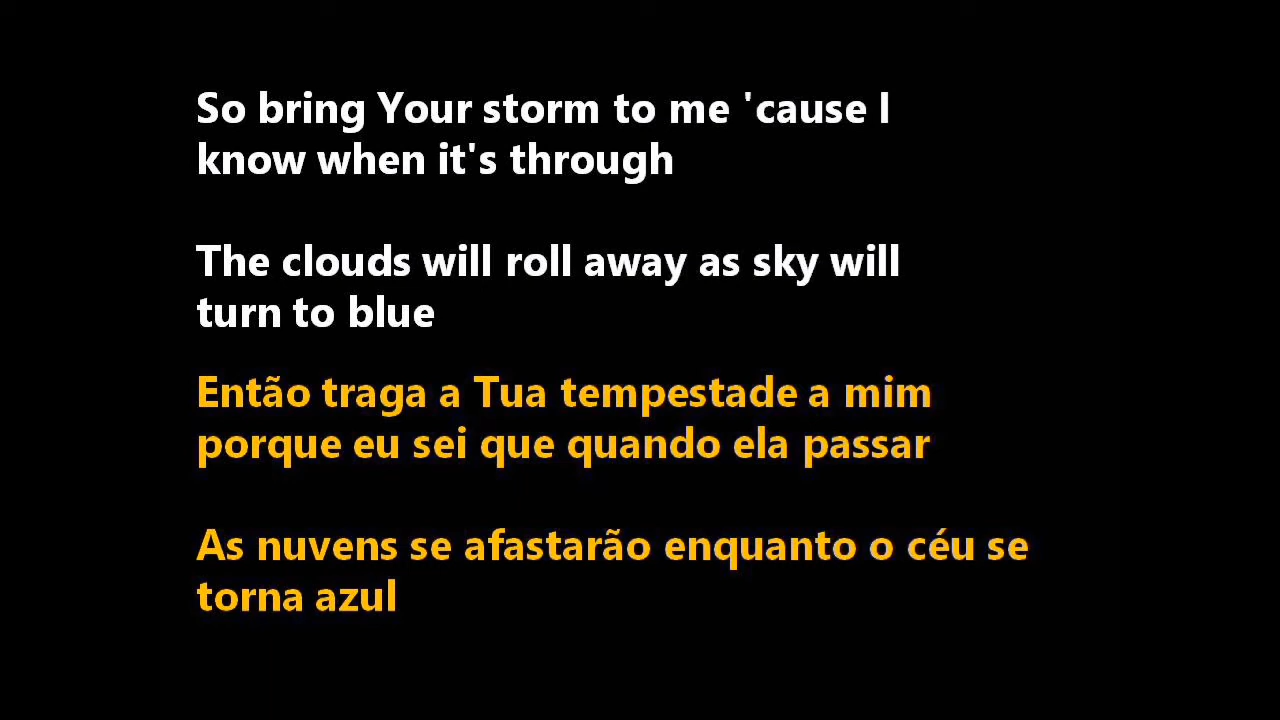 So bring Your storm to me 'cause I
know when it's through
The clouds will roll away as sky will
turn to blue
Então traga a Tua tempestade a mim
porque eu sei que quando ela passar
As nuvens se afastarão enquanto o céu se
torna azul